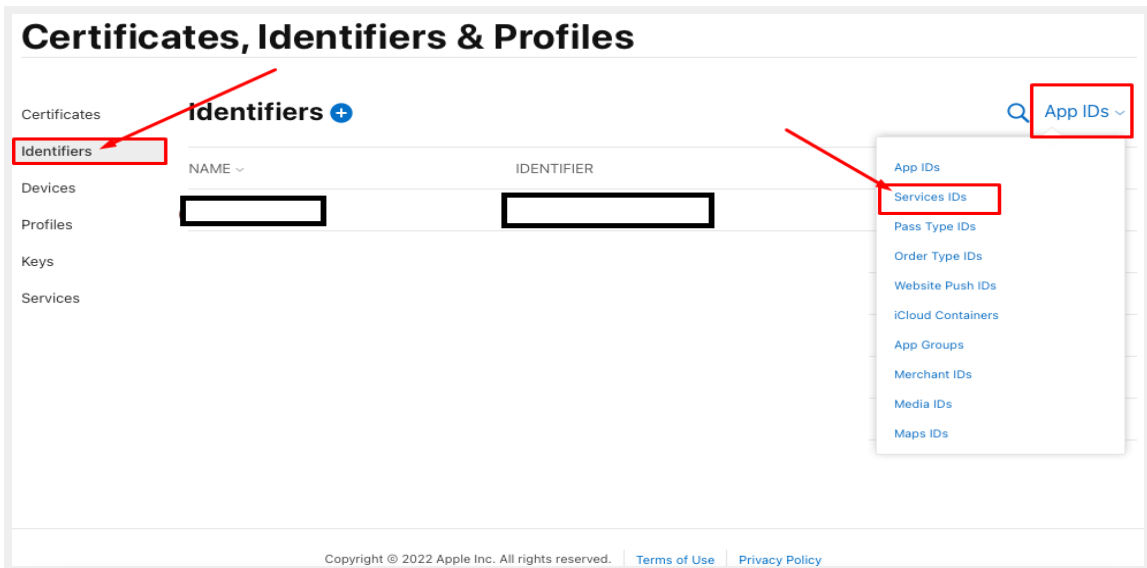 Certificates, Identifiers & Profiles
Certificates
Identifiers
Devices
Profiles
Keys
Services
Identifiers
App IDs
NAME
IDENTIFIER
App IDs
Services IDs
Pass Type IDs
Order Type IDs
Website Push IDs
iCloud Containers
App Groups
Merchant IDs
Media IDs
Maps IDs
Copyright © 2022 Apple Inc. All rights reserved. Terms of Use Privacy Policy